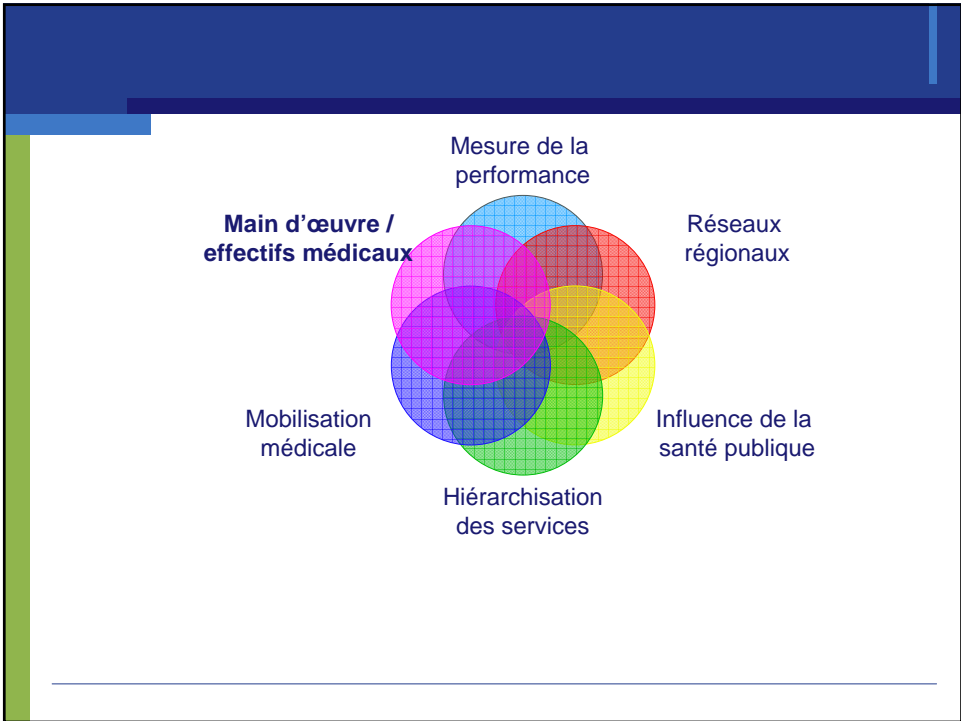 Mesure de la
performance
Main d'œuvre /
effectifs médicaux
Réseaux
régionaux
Mobilisation
médicale
Influence de la
santé publique
Hiérarchisation
des services